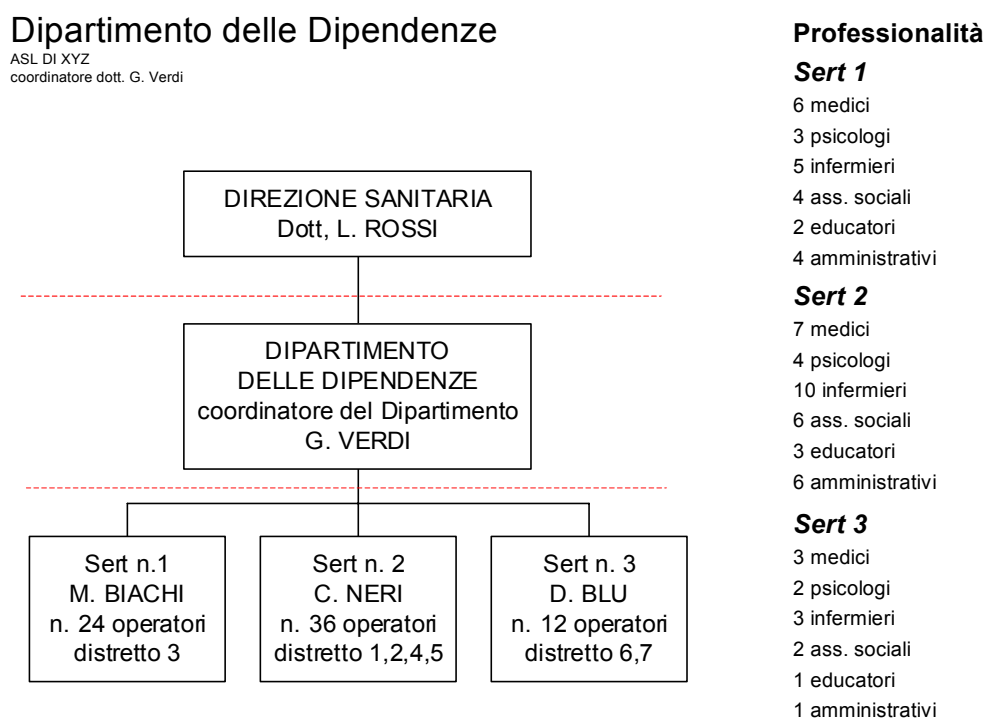 Dipartimento delle Dipendenze
ASL DI XYZ
coordinatore dott. G. Verdi
DIREZIONE SANITARIA
Dott, L. ROSSI
DIPARTIMENTO
DELLE DIPENDENZE
coordinatore del Dipartimento
G. VERDI
Sert n.1
M. BIACHI
n. 24 operatori
distretto 3
Sert n. 2
C. NERI
n. 36 operatori
distretto 1,2,4,5
Sert n. 3
D. BLU
n. 12 operatori
distretto 6,7
Professionalità
Sert 1
6 medici
3 psicologi
5 infermieri
4 ass. sociali
2 educatori
4 amministrativi
Sert 2
7 medici
4 psicologi
10 infermieri
6 ass. sociali
3 educatori
6 amministrativi
Sert 3
3 medici
2 psicologi
3 infermieri
2 ass. sociali
1 educatori
1 amministrativi